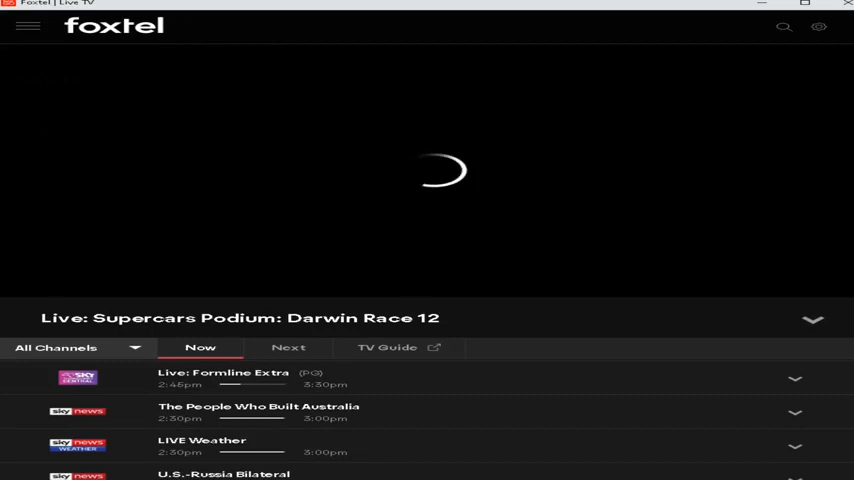 Foxtel | Live TV
foxtel
Live: Supercars Podium: Darwin Race 12
All Channels
Now
Next
TV Guide
SKY
CENTRAL
Live: Formline Extra (PG)
2:45pm 3:30pm
sky news
The People Who Built Australia
2:30pm 3:00pm
sky news
WEATHER
LIVE Weather
2:30pm 3:00pm
sky news
U.S.-Russia Bilateral